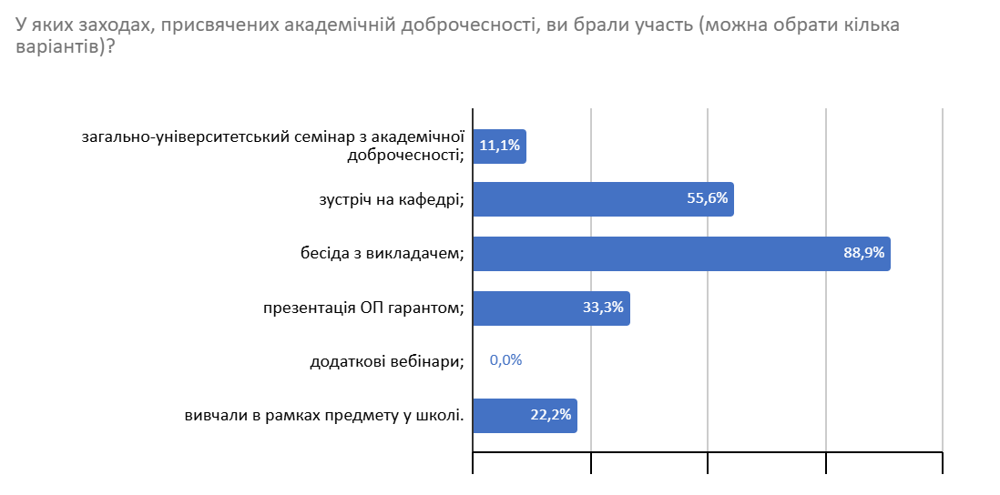 У яких заходах, присвячених академічній доброчесності, ви брали участь (можна обрати кілька
варіантів)?
загально-університетський семінар з академічної
доброчесності;
11,1%
зустріч на кафедрі;
55,6%
бесіда з викладачем;
88,9%
презентація ОП гарантом;
33,3%
додаткові вебінари;
0,0%
вивчали в рамках предмету у школі.
22,2%